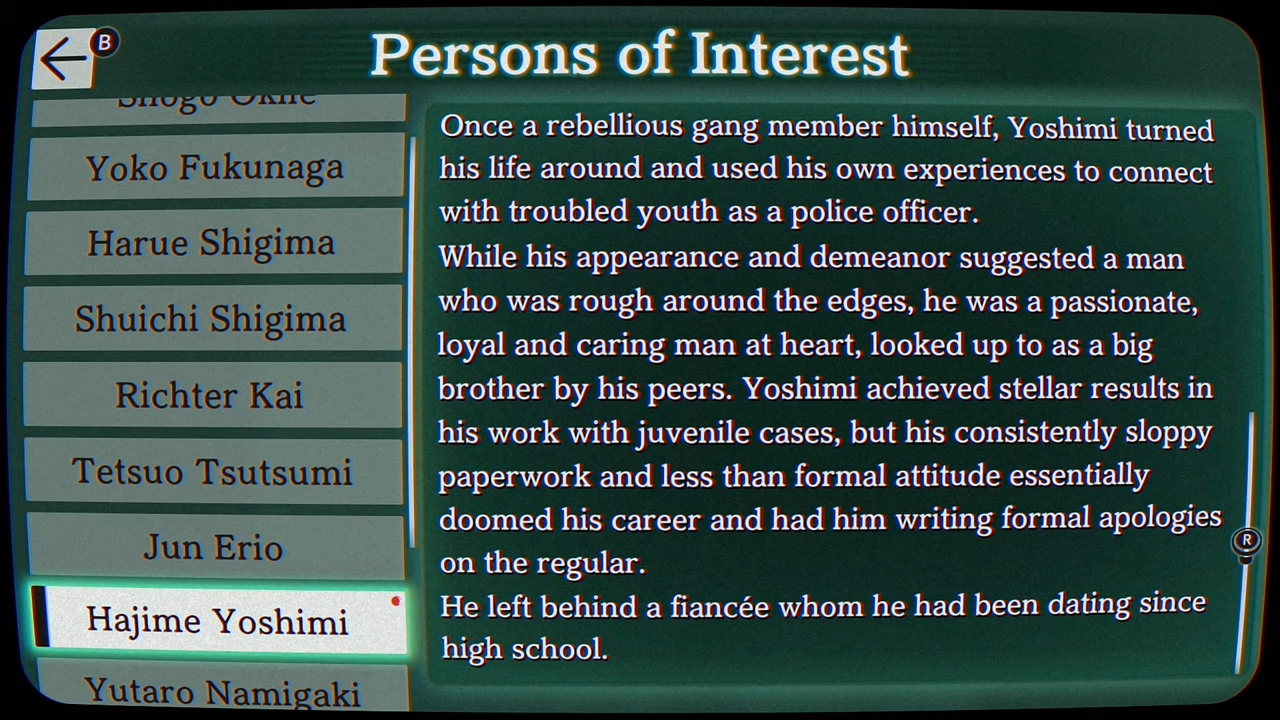 B
Persons of Interest
Yoko Fukunaga
Harue Shigima
Shuichi Shigima
Richter Kai
Tetsuo Tsutsumi
Jun Erio
Hajime Yoshimi
Yutaro Namigaki
Once a rebellious gang member himself, Yoshimi turned
his life around and used his own experiences to connect
with troubled youth as a police officer.
While his appearance and demeanor suggested a man
who was rough around the edges, he was a passionate,
loyal and caring man at heart, looked up to as a big
brother by his peers. Yoshimi achieved stellar results in
his work with juvenile cases, but his consistently sloppy
paperwork and less than formal attitude essentially
doomed his career and had him writing formal apologies
on the regular.
He left behind a fiancée whom he had been dating since
high school.
R